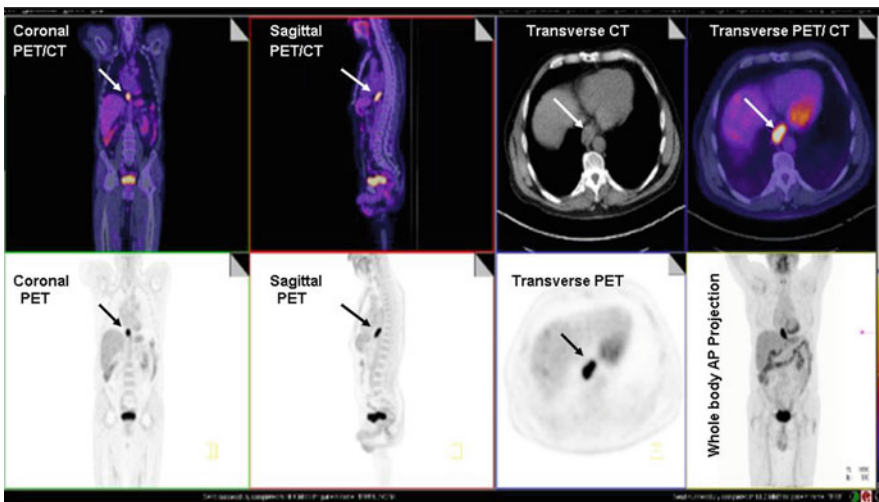 Coronal
PET/CT
Sagittal
PET/CT
Transverse CT
Transverse PET/ CT
Coronal
PET
Sagittal
PET
Transverse PET
Whole body AP Projection